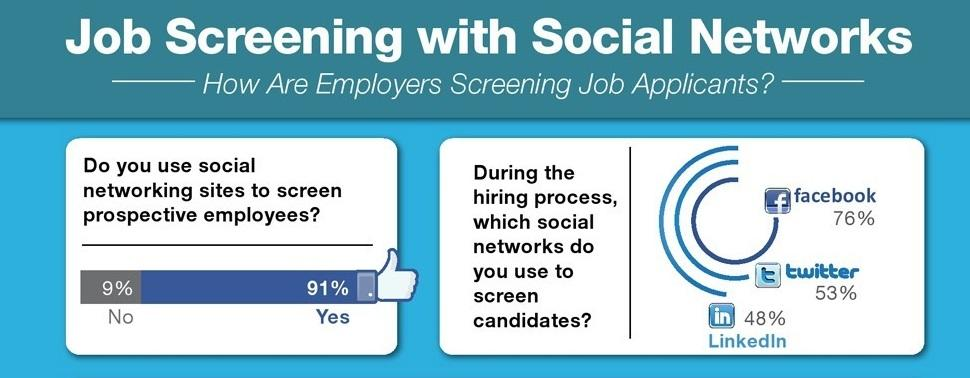 Job Screening with Social Networks
How Are Employers Screening Job Applicants?
Do you use social
networking sites to screen
prospective employees?
9%
91%
No
Yes
During the
hiring process,
which social
networks do
you use to
screen
candidates?
f facebook
76%
t twitter
53%
in 48%
LinkedIn